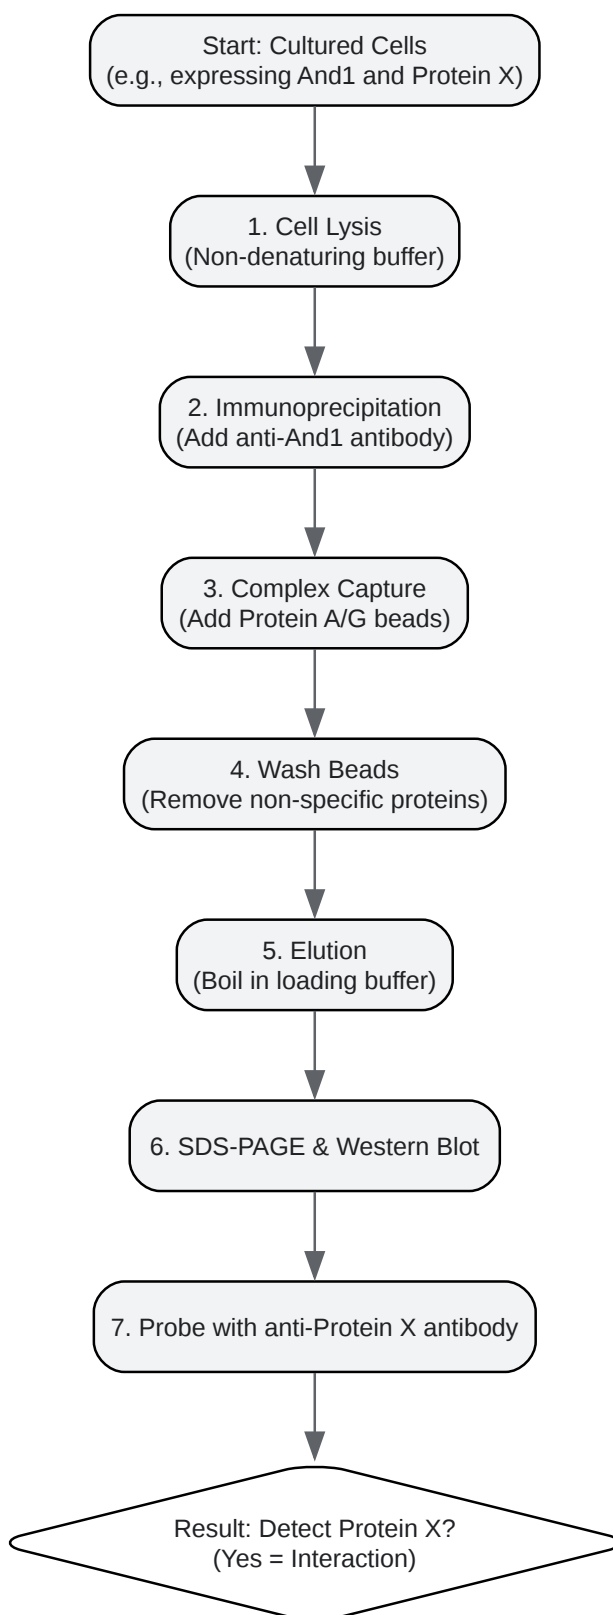 Start: Cultured Cells
(e.g., expressing And1 and Protein X)
1. Cell Lysis
(Non-denaturing buffer)
2. Immunoprecipitation
(Add anti-And1 antibody)
3. Complex Capture
(Add Protein A/G beads)
4. Wash Beads
(Remove non-specific proteins)
5. Elution
(Boil in loading buffer)
6. SDS-PAGE & Western Blot
7. Probe with anti-Protein X antibody
Result: Detect Protein X?
(Yes = Interaction)